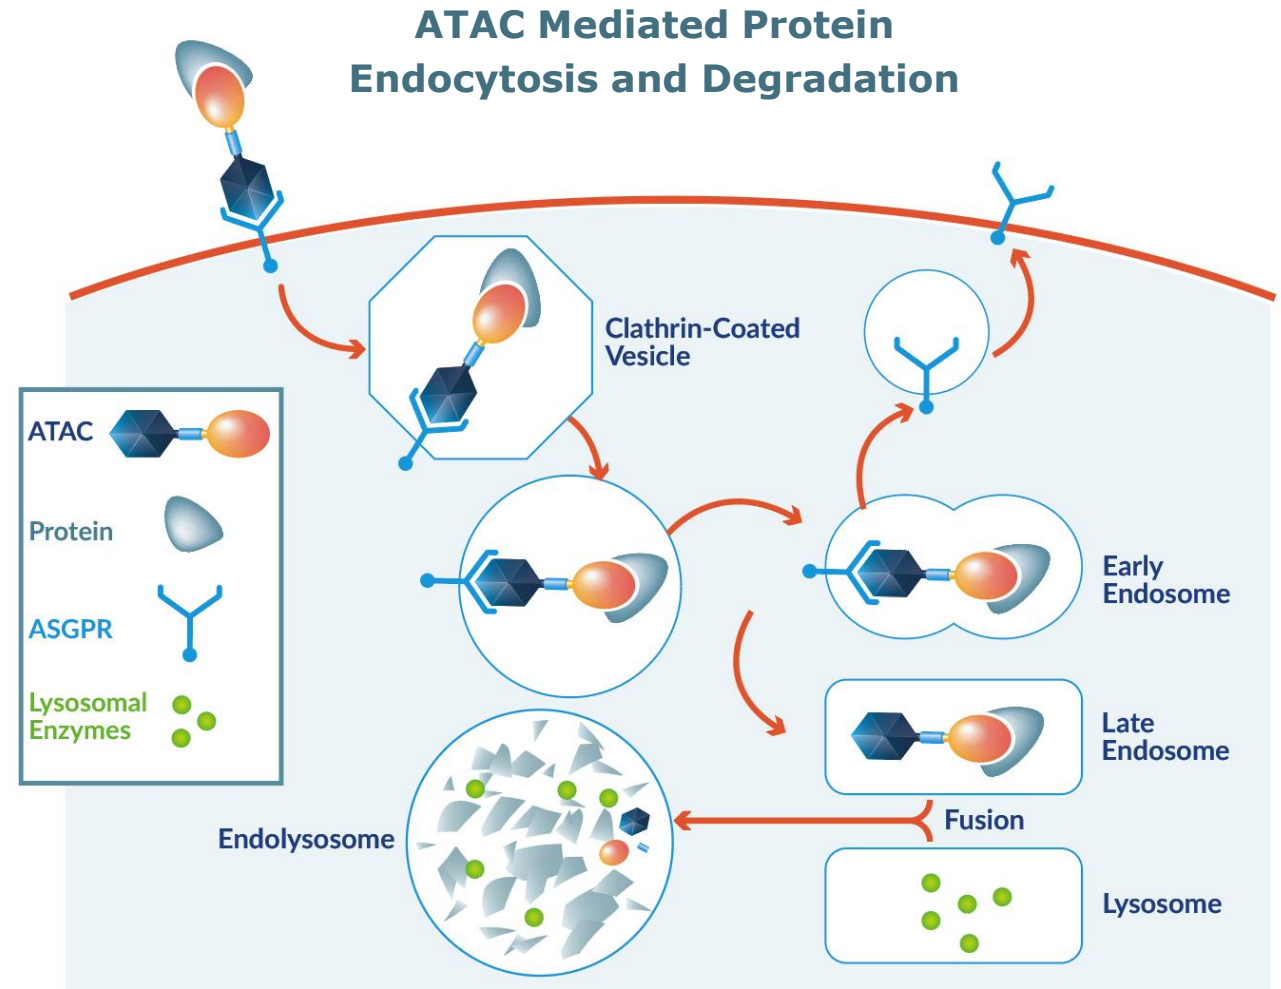 ATAC Mediated Protein
Endocytosis and Degradation
Clathrin-Coated
Vesicle
ATAC
Protein
ASGPR
Lysosomal
Enzymes
Early
Endosome
Late
Endosome
Fusion
Endolysosome
Lysosome